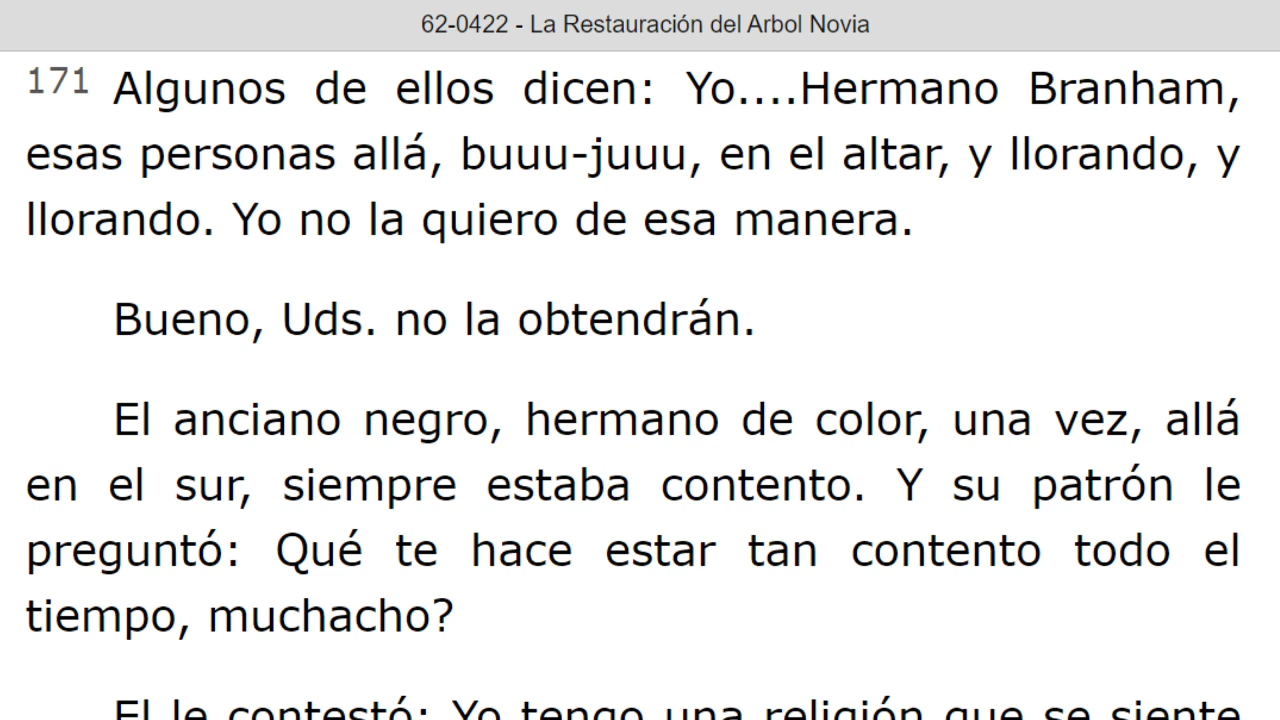 62-0422 - La Restauración del Arbol Novia
171 Algunos de ellos dicen: Yo....Hermano Branham,
esas personas allá, buuu-juuu, en el altar, y llorando, y
llorando. Yo no la quiero de esa manera.
Bueno, Uds. no la obtendrán.
El anciano negro, hermano de color, una vez, allá
en el sur, siempre estaba contento. Y su patrón le
preguntó: Qué te hace estar tan contento todo el
tiempo, muchacho?
El le contestó: Yo tengo una religión que se siente